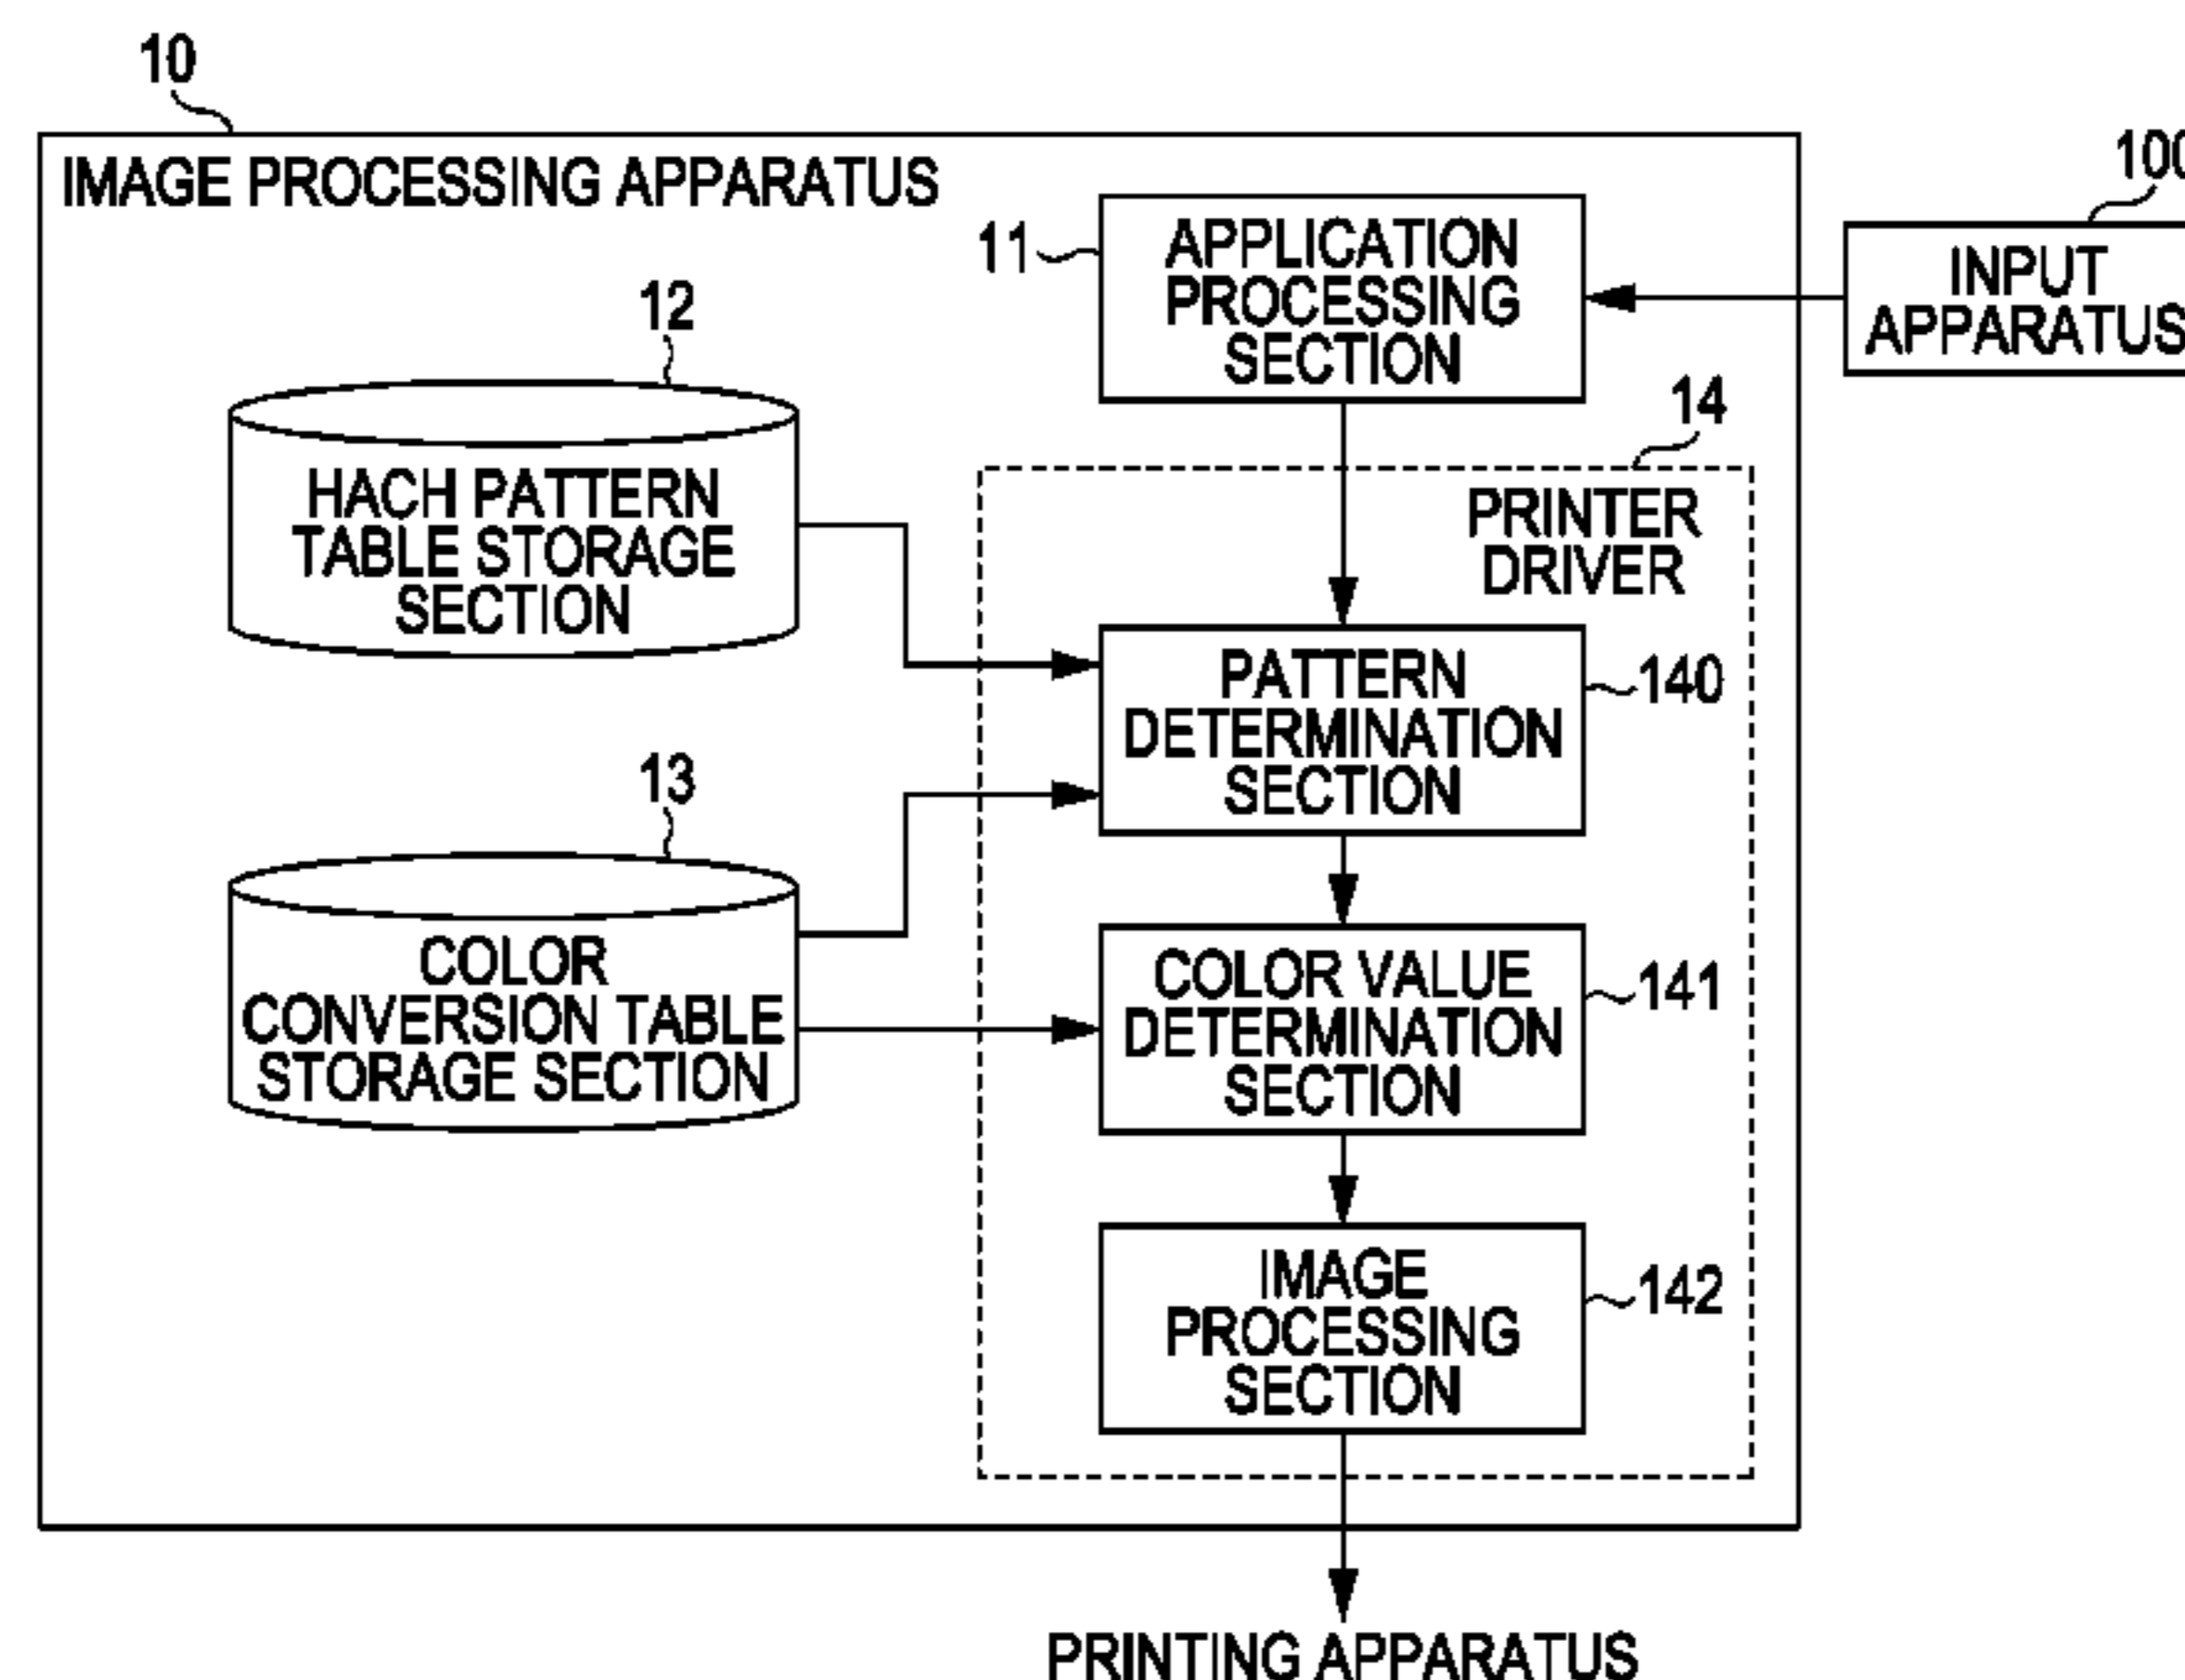 10
IMAGE PROCESSING APPARATUS
100
11
APPLICATION
PROCESSING
SECTION
INPUT
APPARATUS
12
HACH PATTERN
TABLE STORAGE
SECTION
14
PRINTER
DRIVER
PATTERN
DETERMINATION
SECTION
140
13
COLOR
CONVERSION TABLE
STORAGE SECTION
COLOR VALUE
DETERMINATION
SECTION
141
IMAGE
PROCESSING
SECTION
142
PRINTING APPARATUS